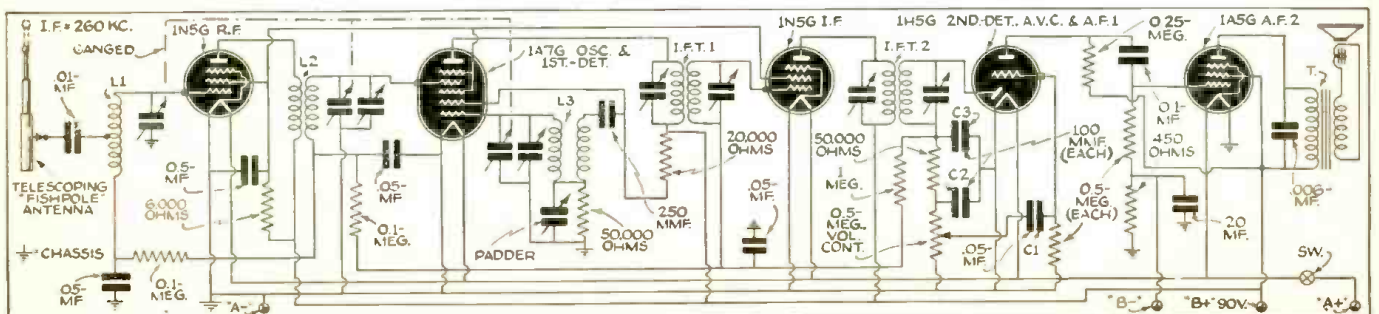 I.F. = 260 KC.
GANGED
1N5G R.F.
L2
1A7G OSC. &
1ST.-DET.
I.F.T.1
1N5G I.F.
I.F.T.2
1H5G 2ND.-DET., A.V.C. & A.F.1
0.25-
MEG.
1A5G A.F.2
.01-
MF.
L1
L3
C3
0.1-
MF.
T.
0.5-
MF.
20,000
OHMS
50,000
OHMS
1
MEG.
C2
100
MMF.
(EACH)
450 OHMS
TELESCOPING
"FISHPOLE"
ANTENNA
6,000
OHMS
.05-
MF.
250
MMF.
.05-
MF.
0.5-
MEG.
VOL.
CONT.
0.5-
MEG.
(EACH)
.006-
MF.
CHASSIS
0.1-
MEG.
PADDER
50,000
OHMS
.05-
MF.
C1
20
MF.
SW.
.05-
MF
0.1-
MEG.
"A-"
"B-"
"B+" 90V.
"A+"